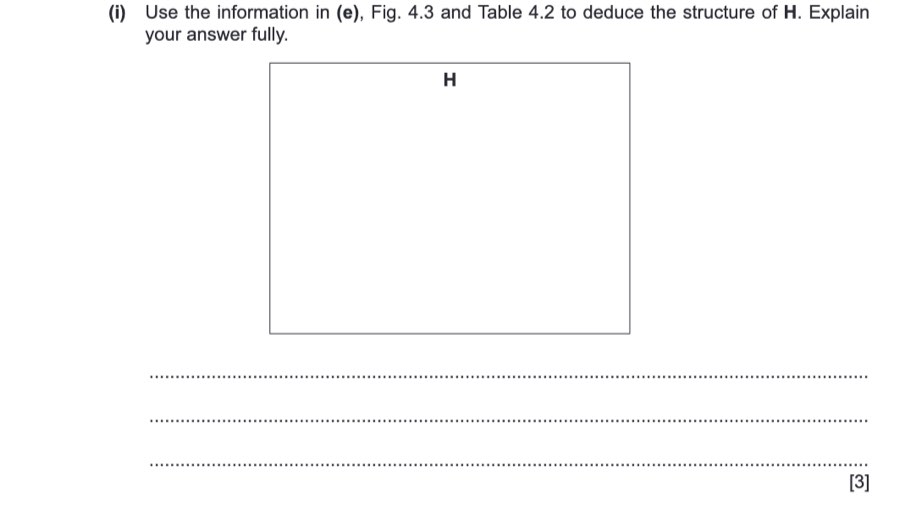 (i) Use the information in (e), Fig. 4.3 and Table 4.2 to deduce the structure of H. Explain
your answer fully.
H
[3]